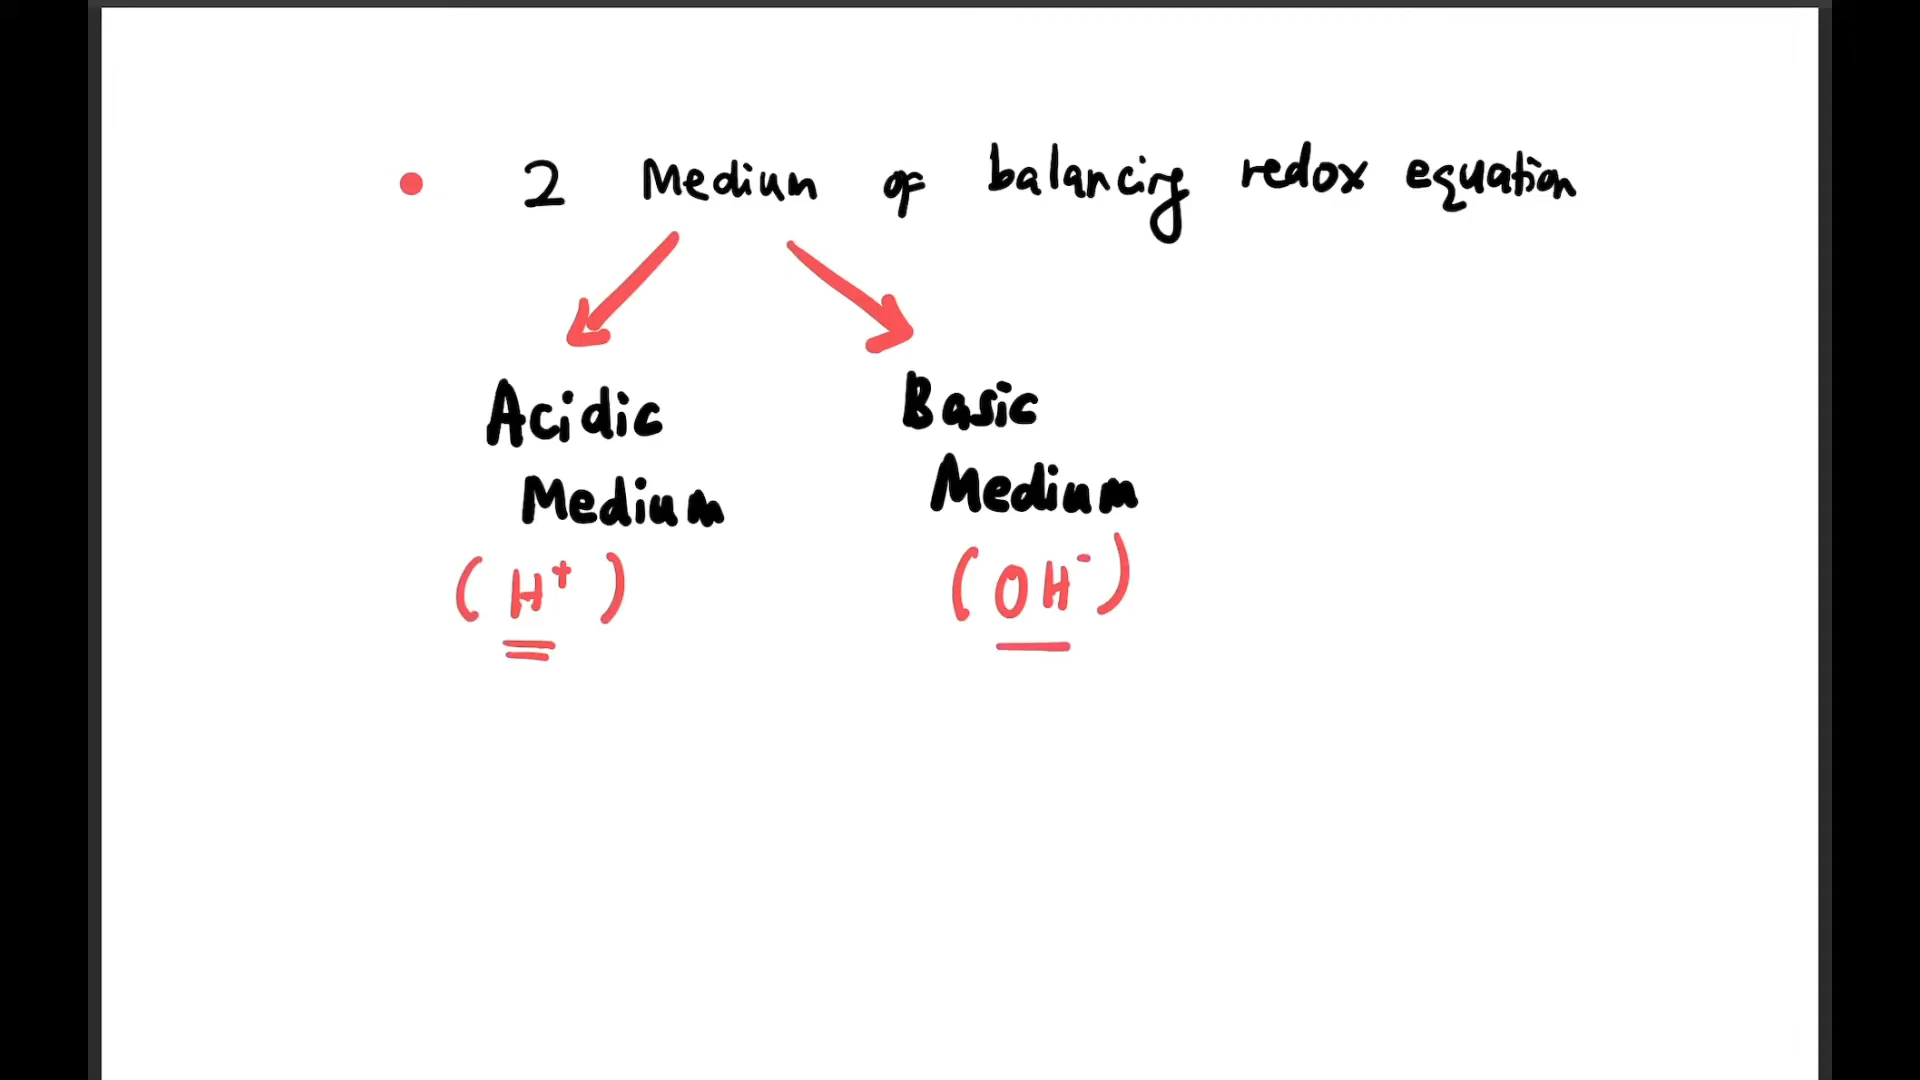 • 2 Medium of balancing redox equation
Acidic
Medium
(H⁺)
Basic
Medium
(OH⁻)